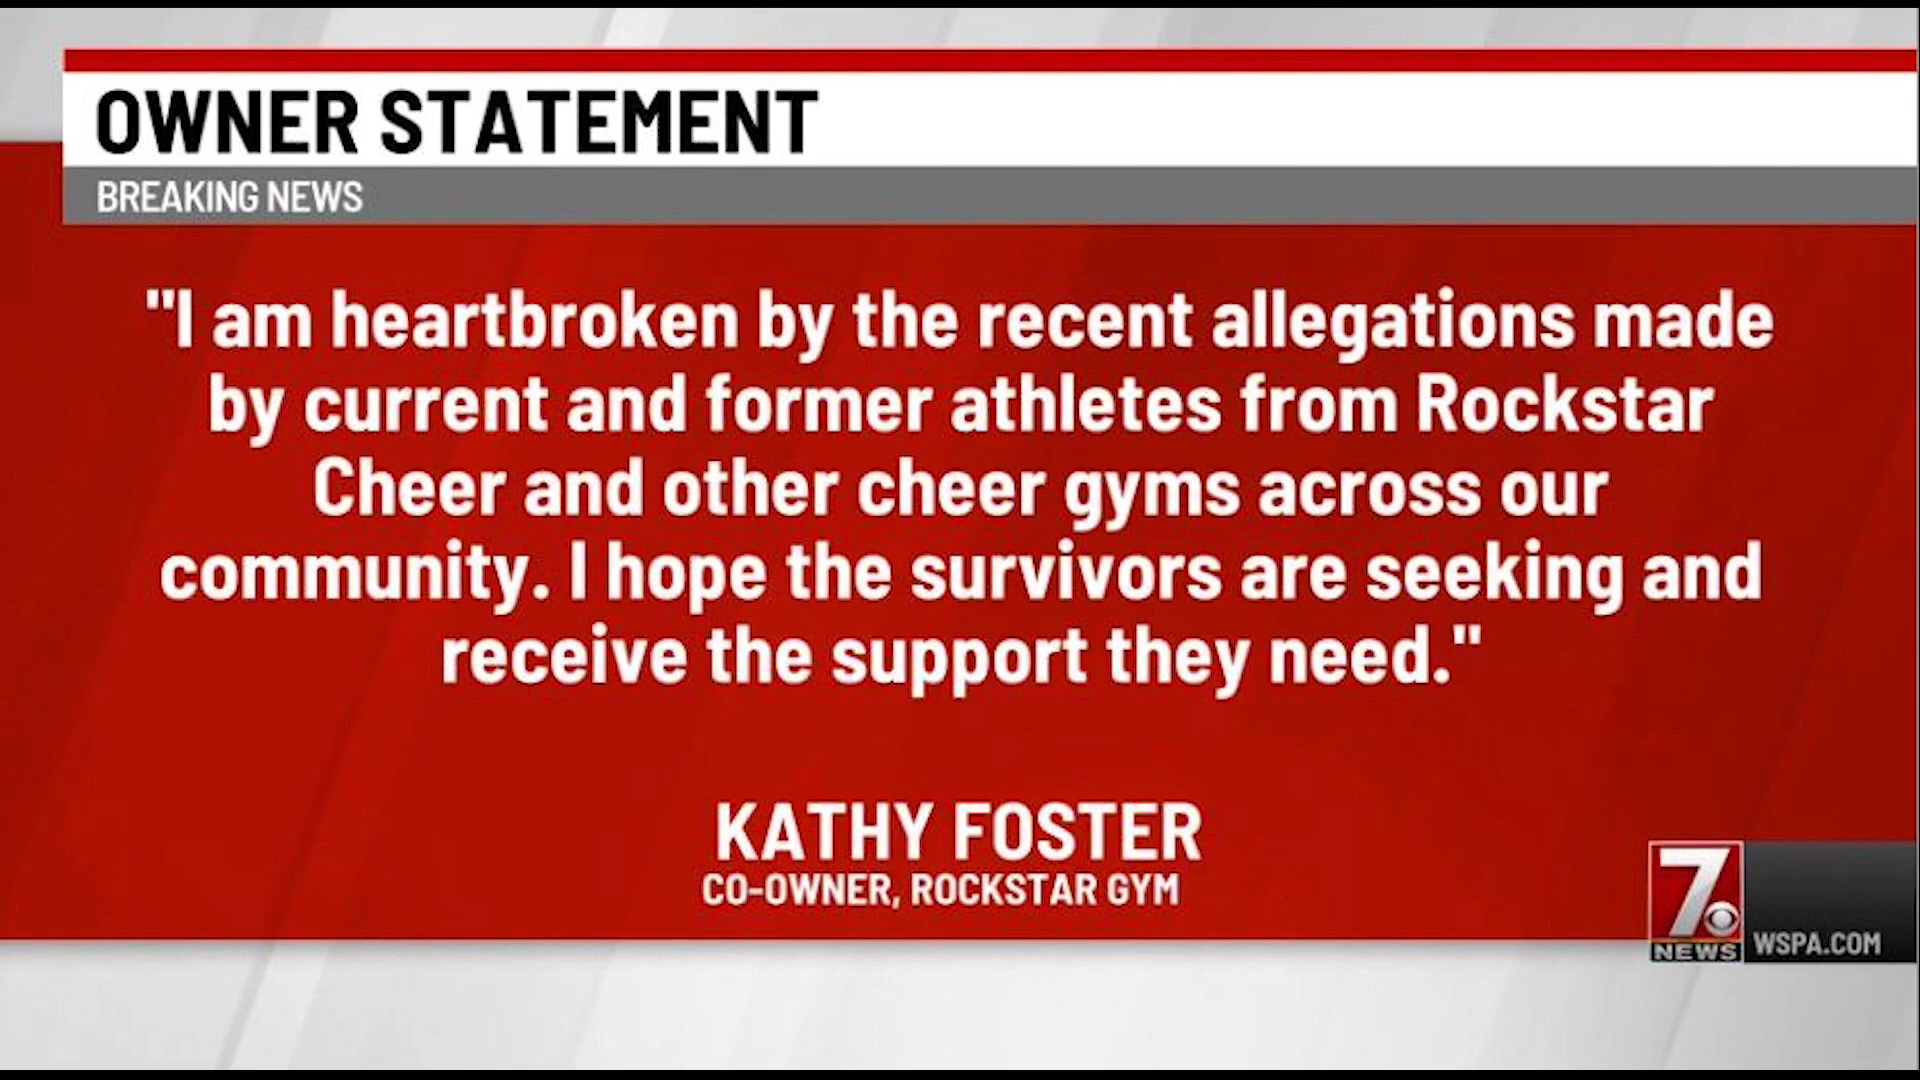 OWNER STATEMENT
BREAKING NEWS
"I am heartbroken by the recent allegations made
by current and former athletes from Rockstar
Cheer and other cheer gyms across our
community. I hope the survivors are seeking and
receive the support they need."
KATHY FOSTER
CO-OWNER, ROCKSTAR GYM
7
NEWS
WSPA.COM